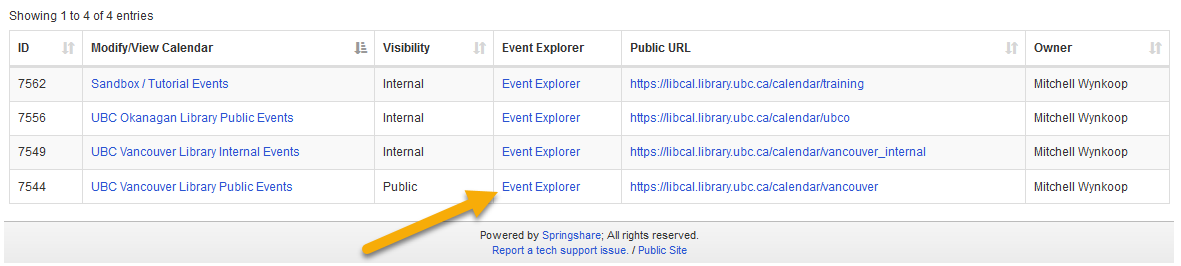 Showing 1 to 4 of 4 entries
ID Modify/View Calendar Visibility Event Explorer Public URL Owner
7562 Sandbox / Tutorial Events Internal Event Explorer https://libcal.library.ubc.ca/calendar/training Mitchell Wynkoop
7556 UBC Okanagan Library Public Events Internal Event Explorer https://libcal.library.ubc.ca/calendar/ubco Mitchell Wynkoop
7549 UBC Vancouver Library Internal Events Internal Event Explorer https://libcal.library.ubc.ca/calendar/vancouver_internal Mitchell Wynkoop
7544 UBC Vancouver Library Public Events Public Event Explorer https://libcal.library.ubc.ca/calendar/vancouver Mitchell Wynkoop
Powered by Springshare; All rights reserved.
Report a tech support issue. / Public Site